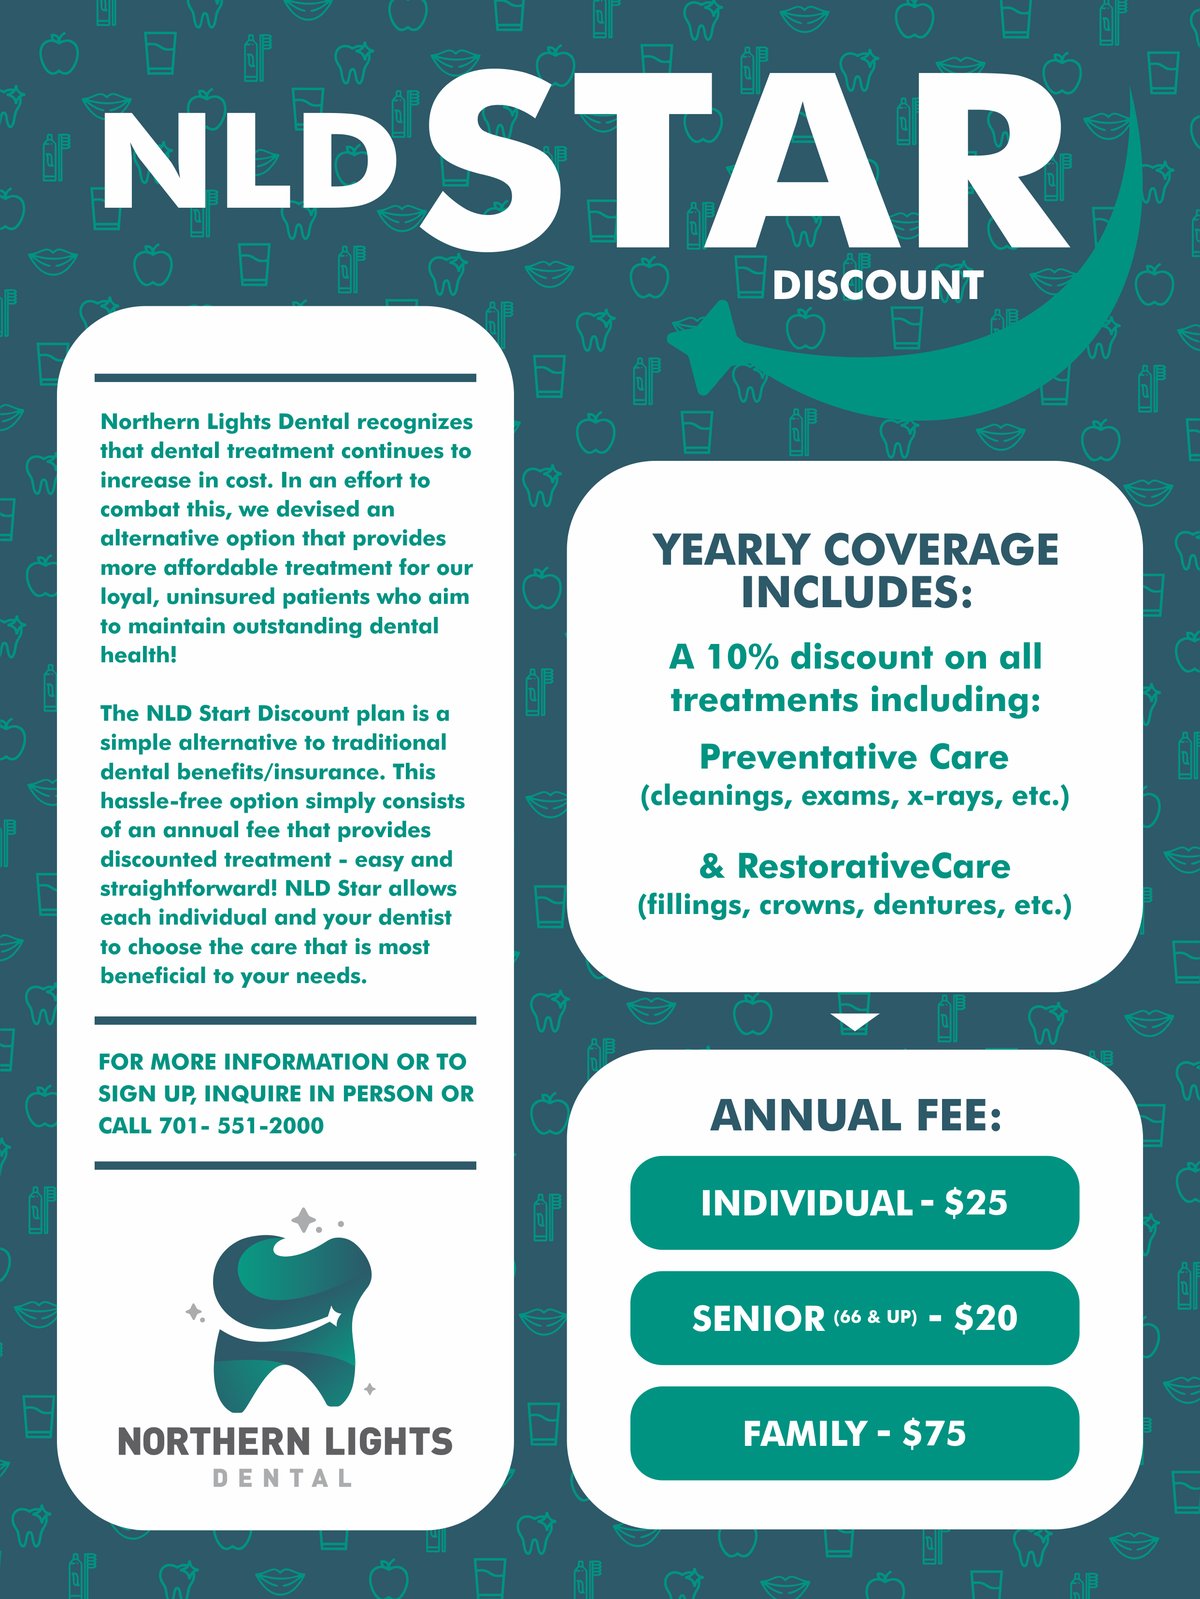 NLD STAR
DISCOUNT
Northern Lights Dental recognizes
that dental treatment continues to
increase in cost. In an effort to
combat this, we devised an
alternative option that provides
more affordable treatment for our
loyal, uninsured patients who aim
to maintain outstanding dental
health!
The NLD Start Discount plan is a
simple alternative to traditional
dental benefits/insurance. This
hassle-free option simply consists
of an annual fee that provides
discounted treatment - easy and
straightforward! NLD Star allows
each individual and your dentist
to choose the care that is most
beneficial to your needs.
FOR MORE INFORMATION OR TO
SIGN UP, INQUIRE IN PERSON OR
CALL 701- 551-2000
NORTHERN LIGHTS
DENTAL
YEARLY COVERAGE
INCLUDES:
A 10% discount on all
treatments including:
Preventative Care
(cleanings, exams, x-rays, etc.)
& RestorativeCare
(fillings, crowns, dentures, etc.)
ANNUAL FEE:
INDIVIDUAL - $25
SENIOR (66 & UP) - $20
FAMILY - $75